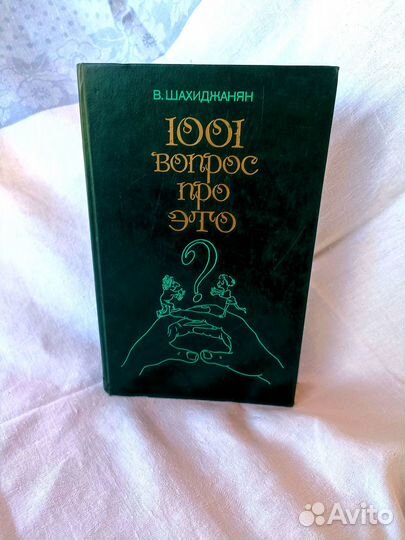 В. ШАХИДЖАНЯН
1001
ВОПРОС
ПРО
ЭТО
?
Avito